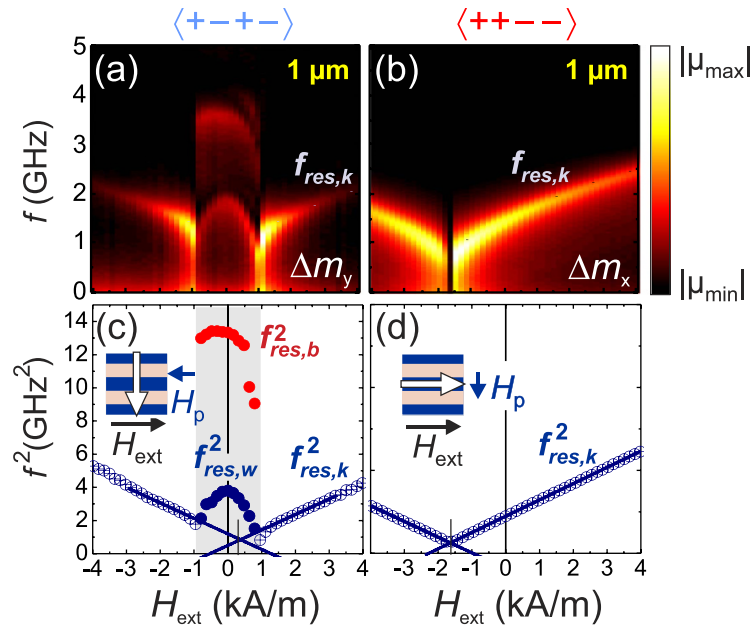 ⟨+−+−⟩ ⟨++−−⟩
(a) 1 µm (b) 1 µm |μmax|
f (GHz)
5
4
3
2
1
0
fres,k fres,k
Δmy Δmx |μmin|
(c) f²res,b (d)
f² (GHz²)
14
12
10
8
6
4
2
0
Hp Hp
Hext Hext
f²res,w f²res,k f²res,k
-4 -3 -2 -1 0 1 2 3 4 -4 -3 -2 -1 0 1 2 3 4
Hext (kA/m) Hext (kA/m)